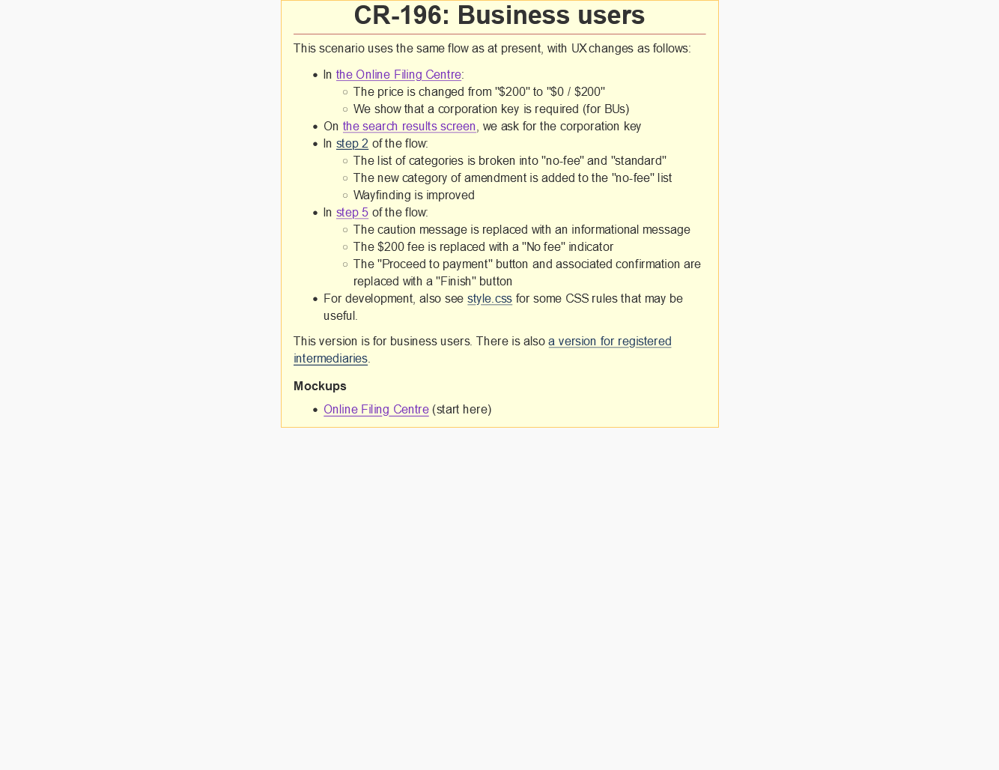 CR-196: Business users
This scenario uses the same flow as at present, with UX changes as follows:
In the Online Filing Centre:
The price is changed from "$200" to "$0 / $200"
We show that a corporation key is required (for BUs)
On the search results screen, we ask for the corporation key
In step 2 of the flow:
The list of categories is broken into "no-fee" and "standard"
The new category of amendment is added to the "no-fee" list
Wayfinding is improved
In step 5 of the flow:
The caution message is replaced with an informational message
The $200 fee is replaced with a "No fee" indicator
The "Proceed to payment" button and associated confirmation are
replaced with a "Finish" button
For development, also see style.css for some CSS rules that may be
useful.
This version is for business users. There is also a version for registered
intermediaries.
Mockups
Online Filing Centre (start here)